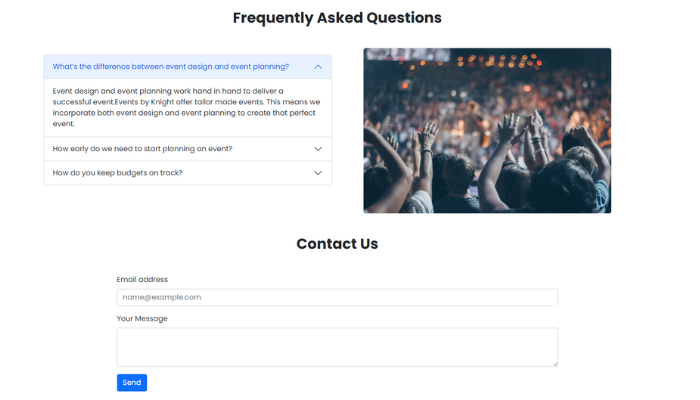 Frequently Asked Questions
What's the difference between event design and event planning?
Event design and event planning work hand in hand to deliver a
successful event.Events by Knight offer tailor made events. This means we
incorporate both event design and event planning to create that perfect
event.
How early do we need to start planning an event?
How do you keep budgets on track?
Contact Us
Email address
name@example.com
Your Message
Send